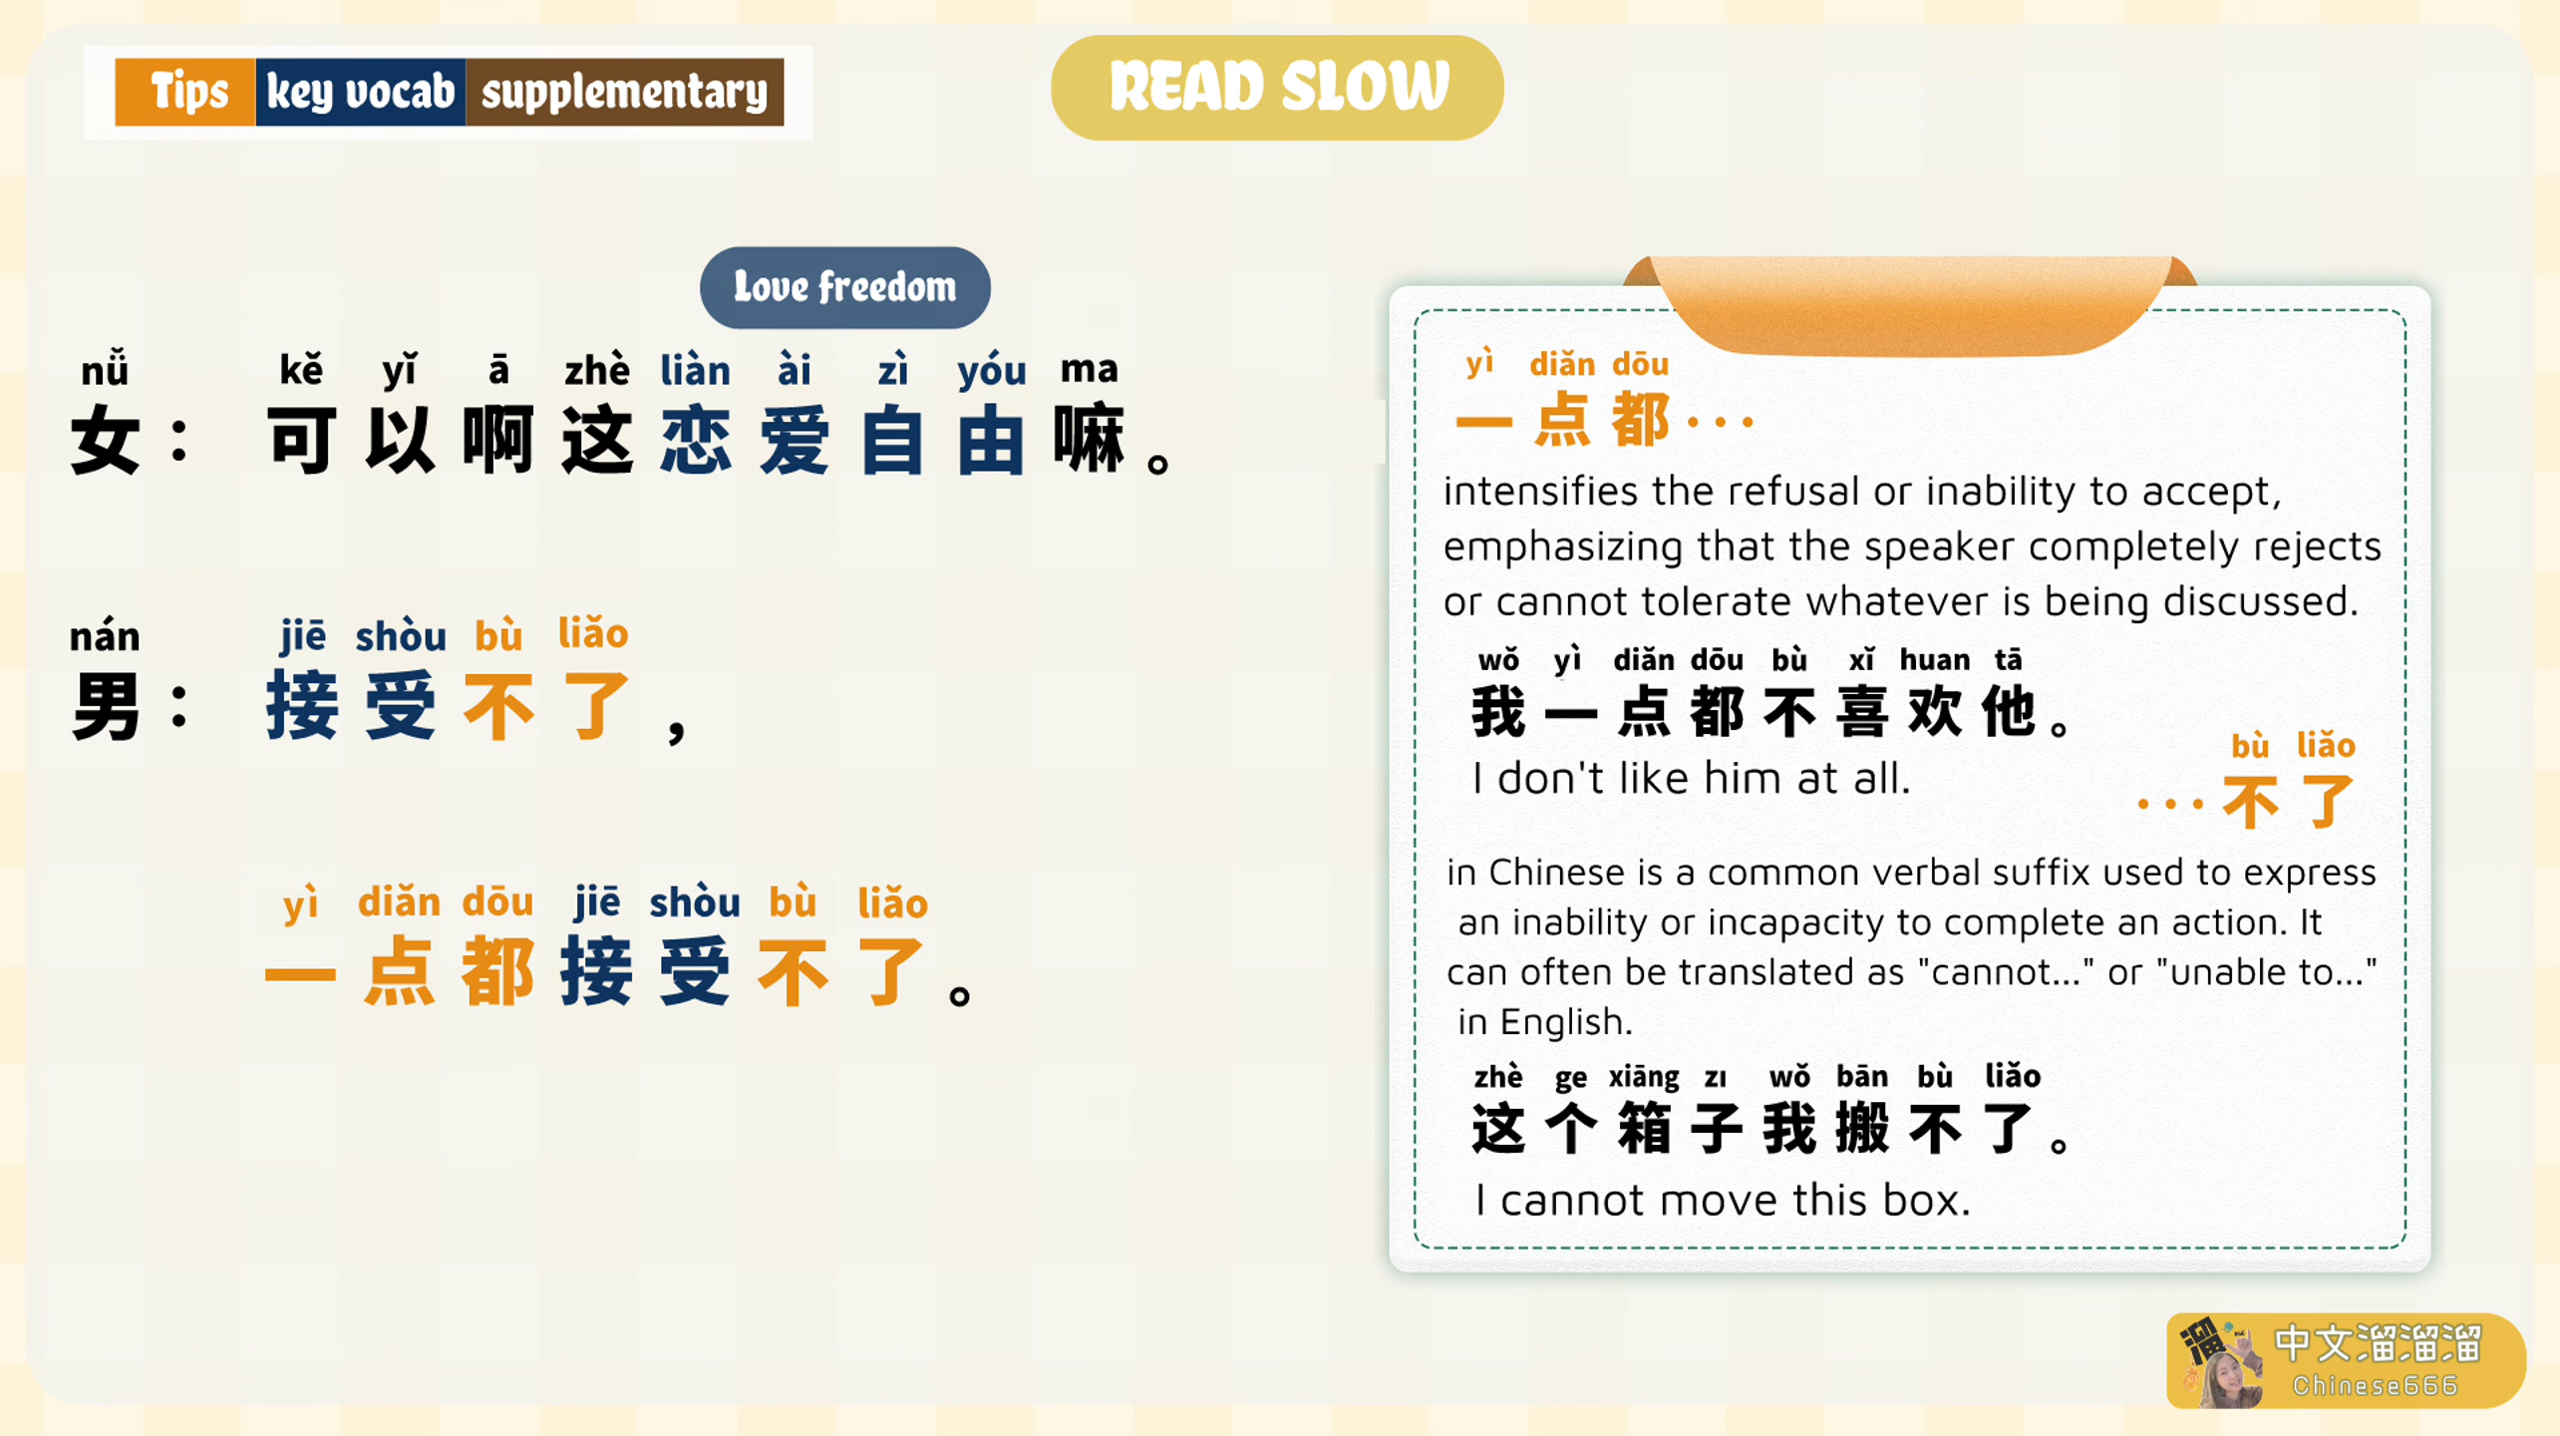 Tips key vocab supplementary
READ SLOW
Love freedom
nǚ kě yǐ ā zhè liàn ài zì yóu ma
女：可以啊这恋爱自由嘛。
nán jiē shòu bù liǎo
男：接受不了，
yì diǎn dōu jiē shòu bù liǎo
一点都接受不了。
yì diǎn dōu
一点都···
intensifies the refusal or inability to accept,
emphasizing that the speaker completely rejects
or cannot tolerate whatever is being discussed.
wǒ yì diǎn dōu bù xǐ huan tā
我一点都不喜欢他。
I don't like him at all.
bù liǎo
···不了
in Chinese is a common verbal suffix used to express
an inability or incapacity to complete an action. It
can often be translated as "cannot..." or "unable to..."
in English.
zhè ge xiāng zı wǒ bān bù liǎo
这个箱子我搬不了。
I cannot move this box.
溜
中文溜溜溜
Chinese666